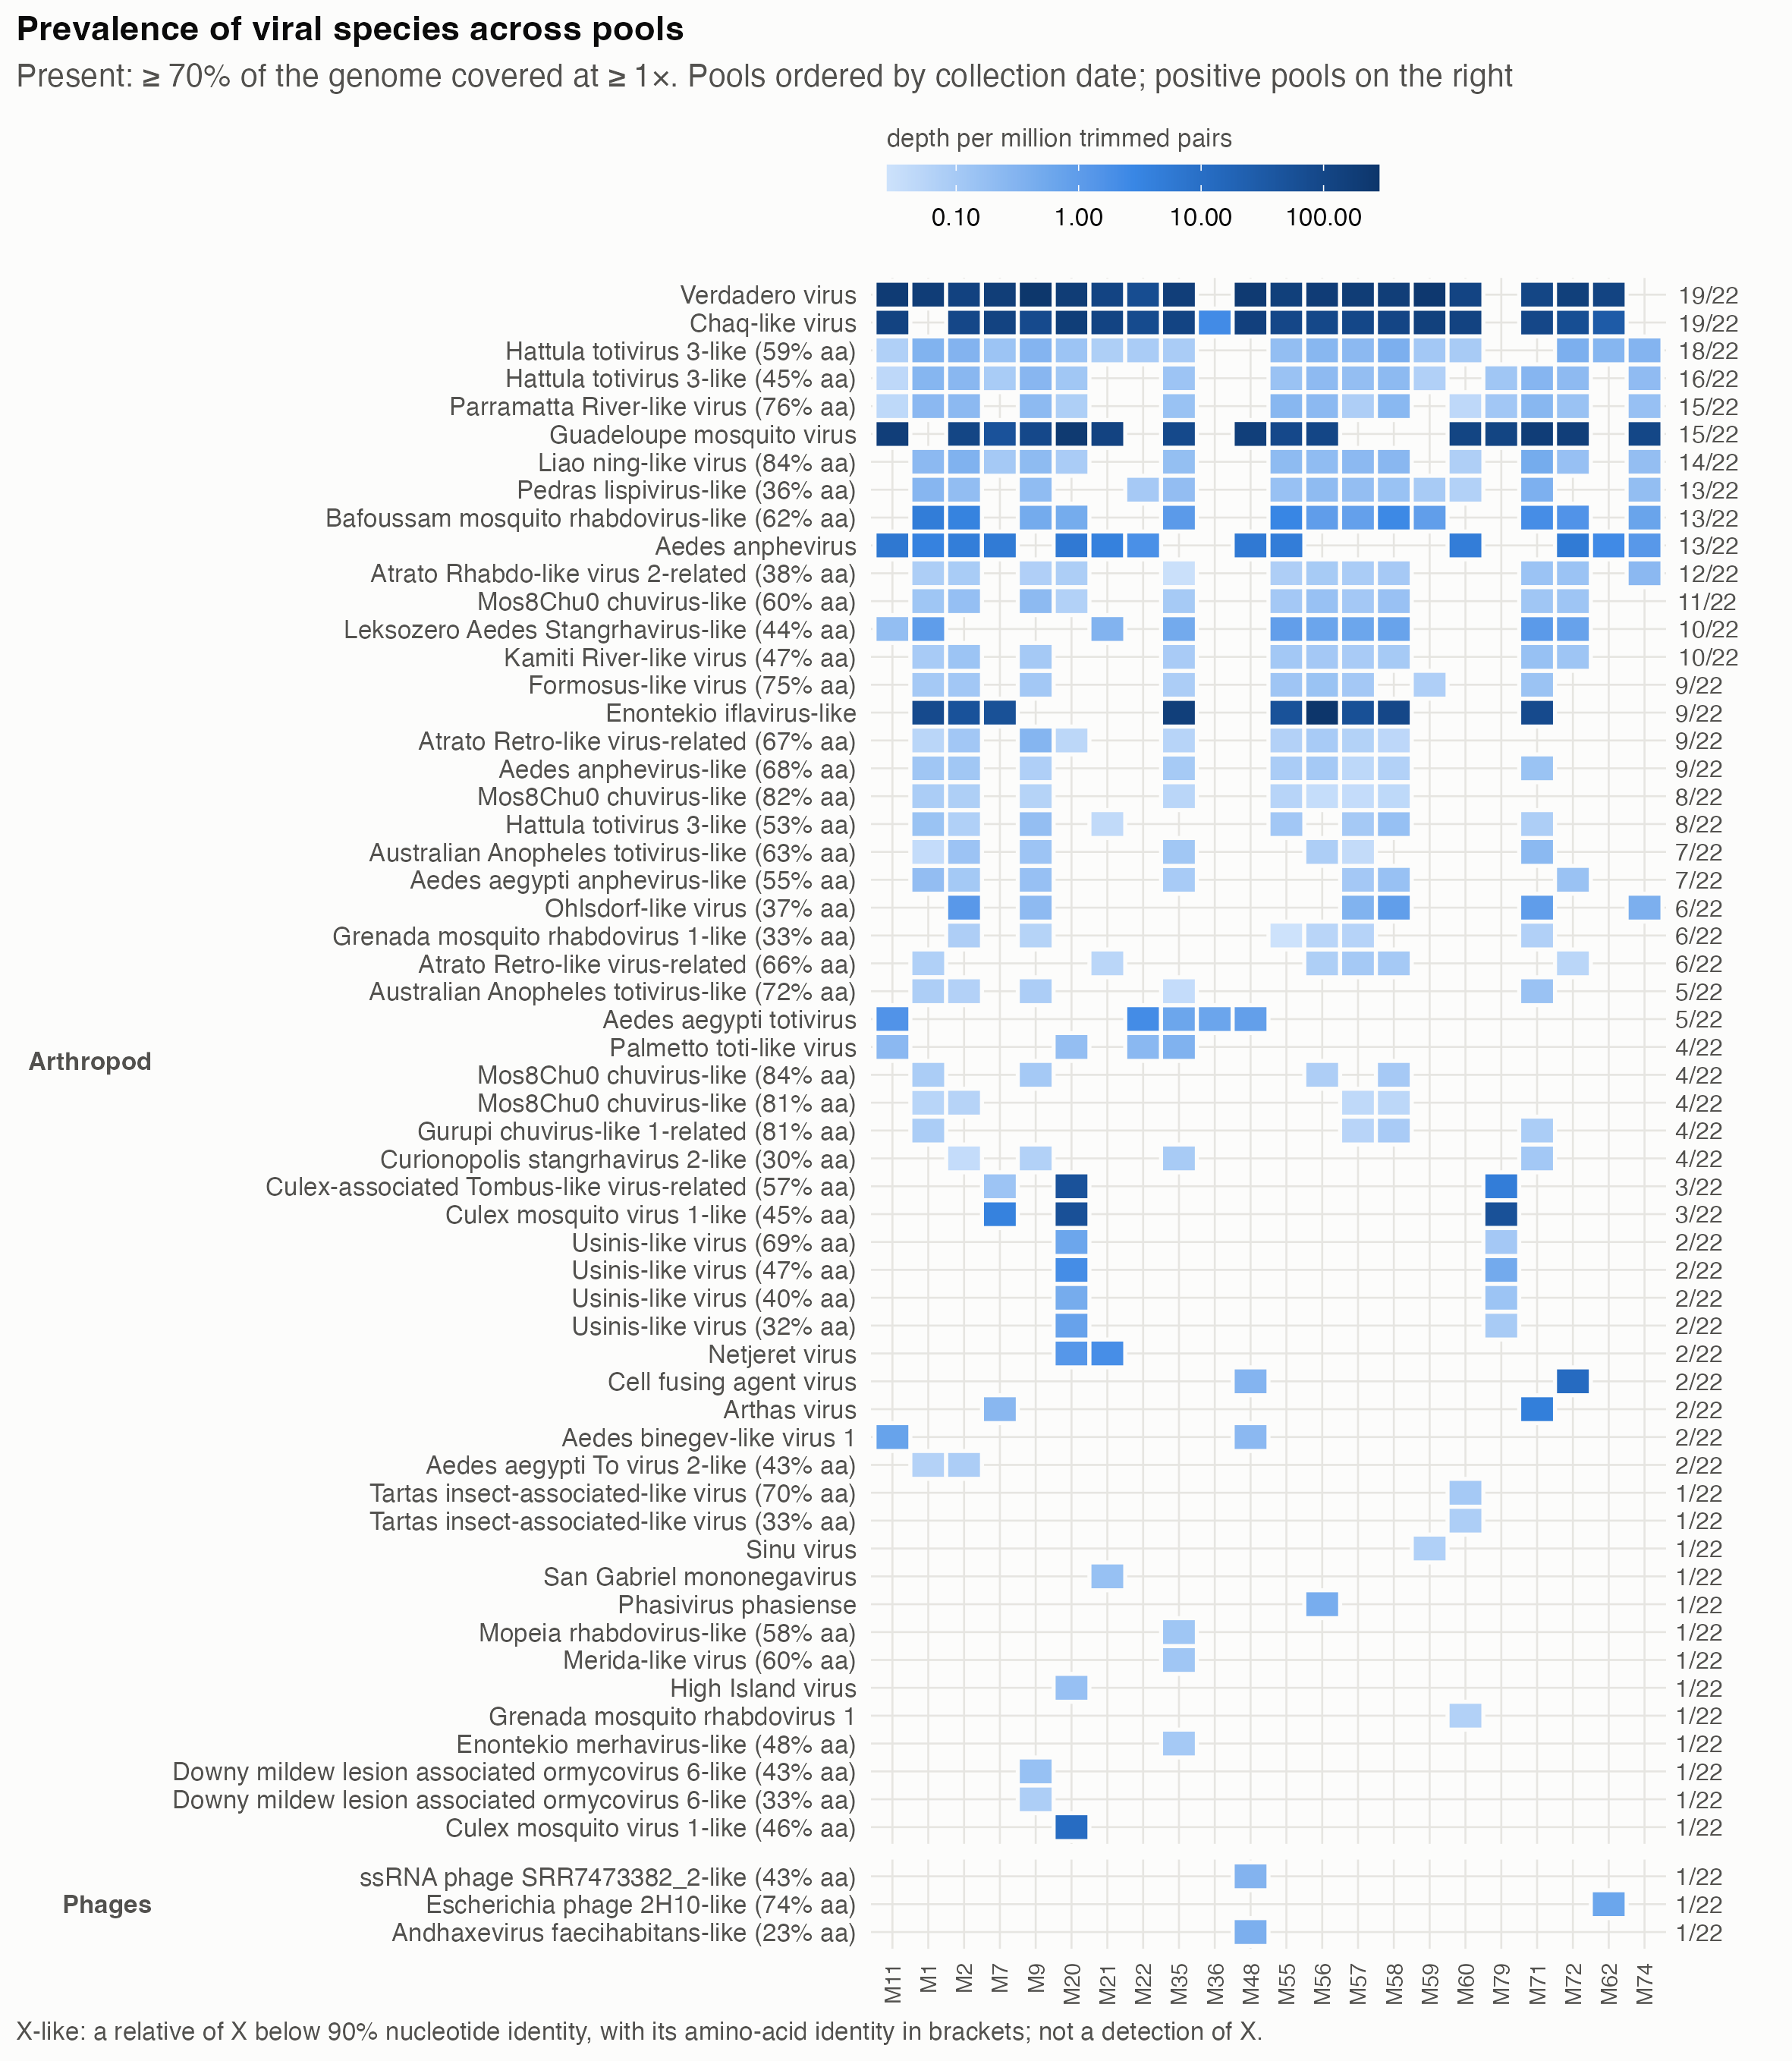 Prevalence of viral species across pools
Present: ≥ 70% of the genome covered at ≥ 1×. Pools ordered by collection date; positive pools on the right
depth per million trimmed pairs
0.10 1.00 10.00 100.00
Verdadero virus 19/22
Chaq-like virus 19/22
Hattula totivirus 3-like (59% aa) 18/22
Hattula totivirus 3-like (45% aa) 16/22
Parramatta River-like virus (76% aa) 15/22
Guadeloupe mosquito virus 15/22
Liao ning-like virus (84% aa) 14/22
Pedras lispivirus-like (36% aa) 13/22
Bafoussam mosquito rhabdovirus-like (62% aa) 13/22
Aedes anphevirus 13/22
Atrato Rhabdo-like virus 2-related (38% aa) 12/22
Mos8Chu0 chuvirus-like (60% aa) 11/22
Leksozero Aedes Stangrhavirus-like (44% aa) 10/22
Kamiti River-like virus (47% aa) 10/22
Formosus-like virus (75% aa) 9/22
Enontekio iflavirus-like 9/22
Atrato Retro-like virus-related (67% aa) 9/22
Aedes anphevirus-like (68% aa) 9/22
Mos8Chu0 chuvirus-like (82% aa) 8/22
Hattula totivirus 3-like (53% aa) 8/22
Australian Anopheles totivirus-like (63% aa) 7/22
Aedes aegypti anphevirus-like (55% aa) 7/22
Ohlsdorf-like virus (37% aa) 6/22
Grenada mosquito rhabdovirus 1-like (33% aa) 6/22
Atrato Retro-like virus-related (66% aa) 6/22
Australian Anopheles totivirus-like (72% aa) 5/22
Aedes aegypti totivirus 5/22
Arthropod
Palmetto toti-like virus 4/22
Mos8Chu0 chuvirus-like (84% aa) 4/22
Mos8Chu0 chuvirus-like (81% aa) 4/22
Gurupi chuvirus-like 1-related (81% aa) 4/22
Curionopolis stangrhavirus 2-like (30% aa) 4/22
Culex-associated Tombus-like virus-related (57% aa) 3/22
Culex mosquito virus 1-like (45% aa) 3/22
Usinis-like virus (69% aa) 2/22
Usinis-like virus (47% aa) 2/22
Usinis-like virus (40% aa) 2/22
Usinis-like virus (32% aa) 2/22
Netjeret virus 2/22
Cell fusing agent virus 2/22
Arthas virus 2/22
Aedes binegev-like virus 1 2/22
Aedes aegypti To virus 2-like (43% aa) 2/22
Tartas insect-associated-like virus (70% aa) 1/22
Tartas insect-associated-like virus (33% aa) 1/22
Sinu virus 1/22
San Gabriel mononegavirus 1/22
Phasivirus phasiense 1/22
Mopeia rhabdovirus-like (58% aa) 1/22
Merida-like virus (60% aa) 1/22
High Island virus 1/22
Grenada mosquito rhabdovirus 1 1/22
Enontekio merhavirus-like (48% aa) 1/22
Downy mildew lesion associated ormycovirus 6-like (43% aa) 1/22
Downy mildew lesion associated ormycovirus 6-like (33% aa) 1/22
Culex mosquito virus 1-like (46% aa) 1/22
ssRNA phage SRR7473382_2-like (43% aa) 1/22
Phages
Escherichia phage 2H10-like (74% aa) 1/22
Andhaxevirus faecihabitans-like (23% aa) 1/22
M11 M1 M2 M7 M9 M20 M21 M22 M35 M36 M48 M55 M56 M57 M58 M59 M60 M79 M71 M72 M62 M74
X-like: a relative of X below 90% nucleotide identity, with its amino-acid identity in brackets; not a detection of X.